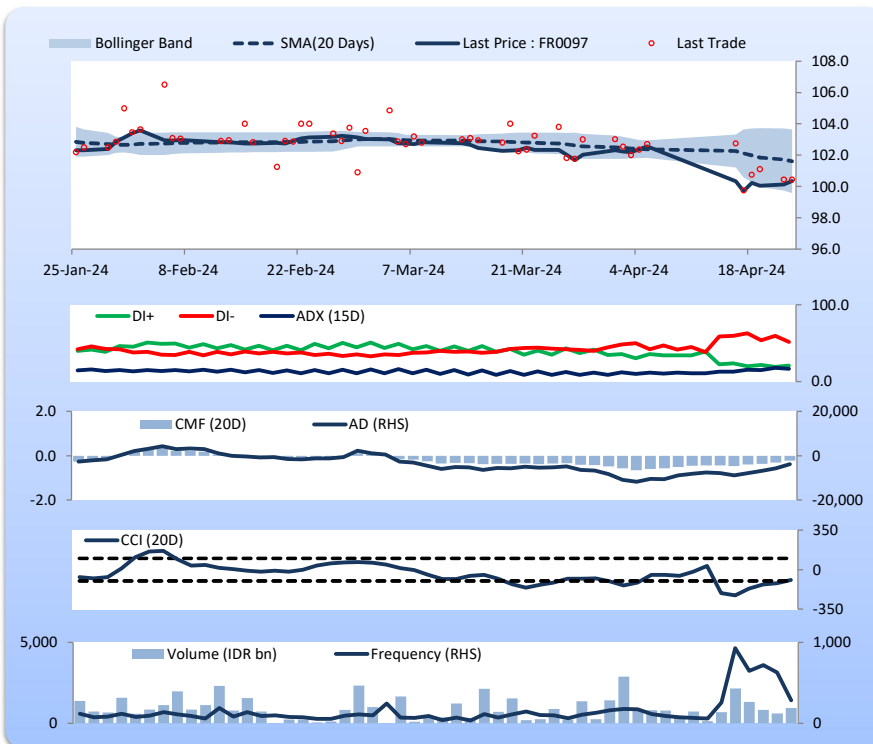 Bollinger Band SMA(20 Days) Last Price : FR0097 Last Trade
108.0
106.0
104.0
102.0
100.0
98.0
96.0
25-Jan-24 8-Feb-24 22-Feb-24 7-Mar-24 21-Mar-24 4-Apr-24 18-Apr-24
DI+ DI- ADX (15D)
100.0
0.0
2.0 20,000
CMF (20D) AD (RHS)
0.0 0
-2.0 -20,000
CCI (20D)
350
0
-350
5,000 1,000
Volume (IDR bn) Frequency (RHS)
0 0